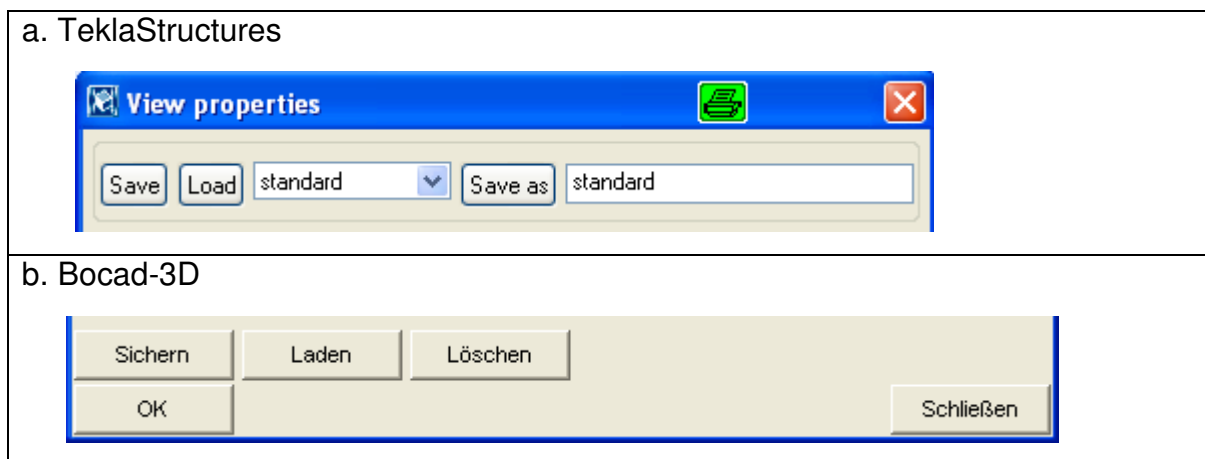 a. TeklaStructures
View properties
Save Load standard Save as standard
b. Bocad-3D
Sichern Laden Löschen
OK Schließen